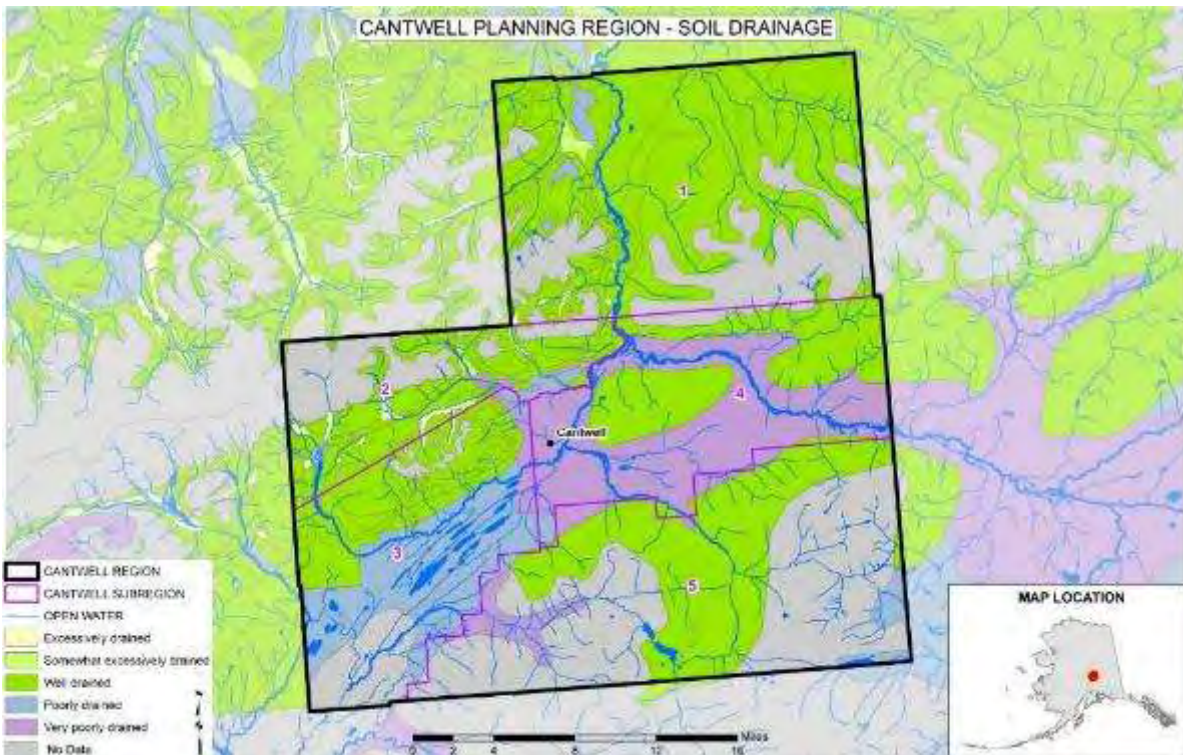 CANTWELL PLANNING REGION - SOIL DRAINAGE
1
2
4
Cantwell
3
5
CANTWELL REGION
CANTWELL SUBREGION
OPEN WATER
Excessively drained
Somewhat excessively drained
Well drained
Poorly drained
Very poorly drained
No Data
0 2 4 8 12 16 Miles
MAP LOCATION